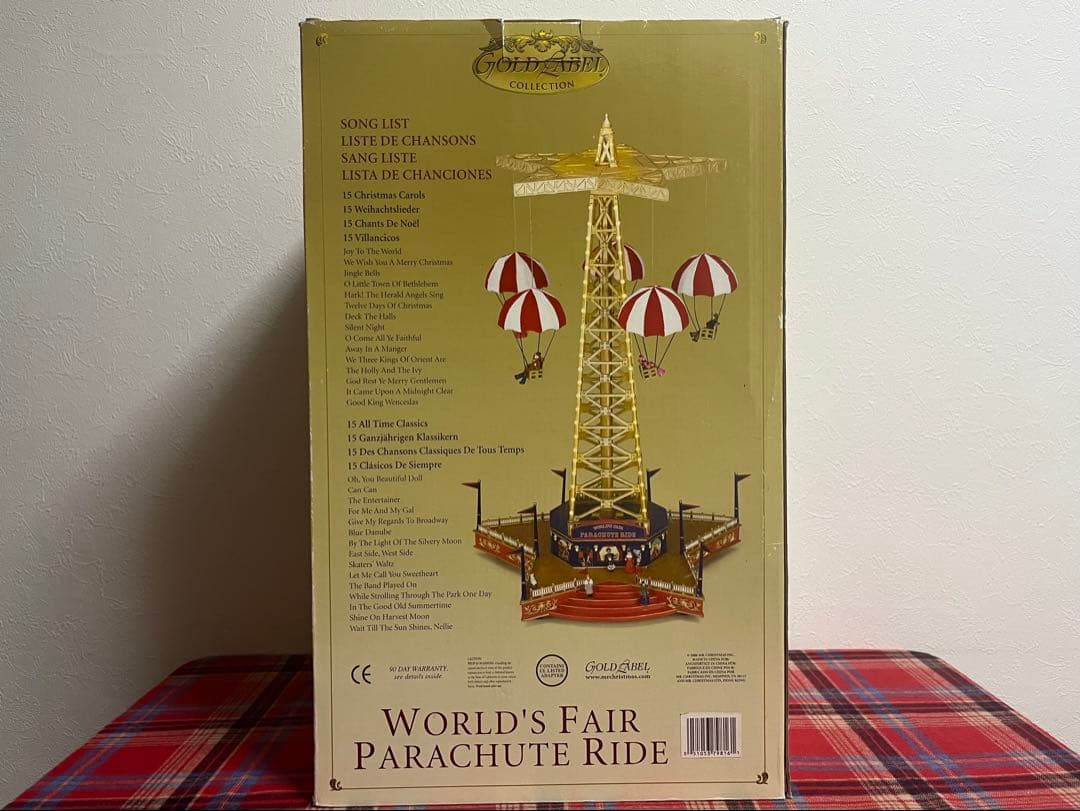 GOLD LABEL
COLLECTION
SONG LIST
LISTE DE CHANSONS
SANG LISTE
LISTA DE CHANCIONES
15 Christmas Carols
15 Weihachtslieder
15 Chants De Noël
15 Villancicos
Joy To The World
We Wish You A Merry Christmas
Jingle Bells
O Little Town Of Bethlehem
Hark! The Herald Angels Sing
Twelve Days Of Christmas
Deck The Halls
Silent Night
O Come All Ye Faithful
Away In A Manger
We Three Kings Of Orient Are
The Holly And The Ivy
God Rest Ye Merry Gentlemen
It Came Upon A Midnight Clear
Good King Wenceslas
15 All Time Classics
15 Ganzjährigen Klassikern
15 Des Chansons Classiques De Tous Temps
15 Clásicos De Siempre
Oh, You Beautiful Doll
Can Can
The Entertainer
For Me And My Gal
Give My Regards To Broadway
Blue Danube
By The Light Of The Silvery Moon
East Side, West Side
Skaters' Waltz
Let Me Call You Sweetheart
The Band Played On
While Strolling Through The Park One Day
In The Good Old Summertime
Shine On Harvest Moon
Wait Till The Sun Shines, Nellie
WORLD'S FAIR
PARACHUTE RIDE
CE
90 DAY WARRANTY.
see details inside.
CONTAINS
UL LISTED
ADAPTER
GOLD LABEL
www.mrchristmas.com
WORLD'S FAIR
PARACHUTE RIDE